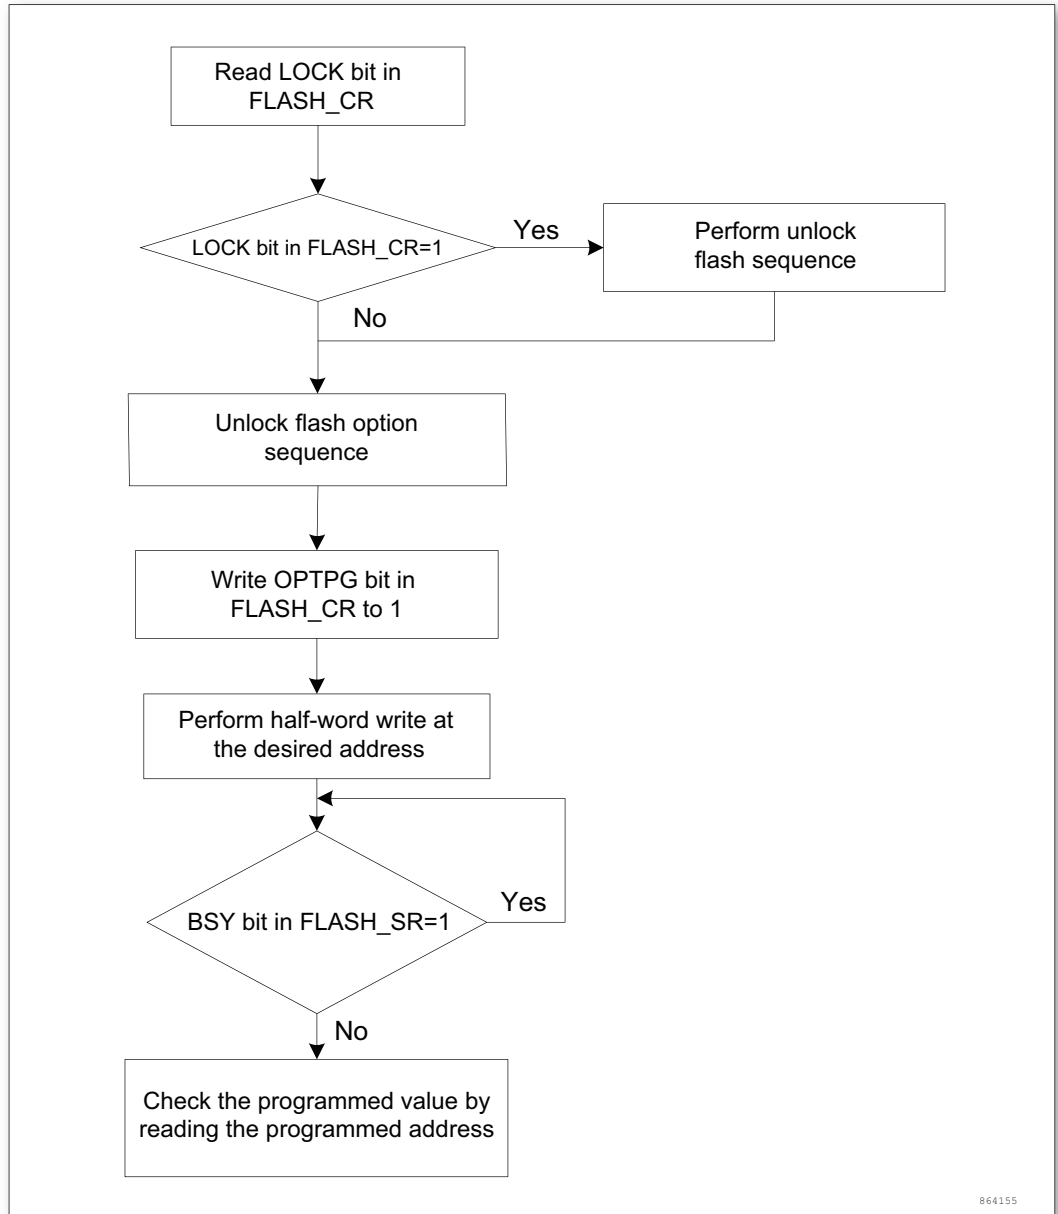 Read LOCK bit in
FLASH_CR
LOCK bit in FLASH_CR=1
Yes
Perform unlock
flash sequence
No
Unlock flash option
sequence
Write OPTPG bit in
FLASH_CR to 1
Perform half-word write at
the desired address
BSY bit in FLASH_SR=1
Yes
No
Check the programmed value by
reading the programmed address
864155